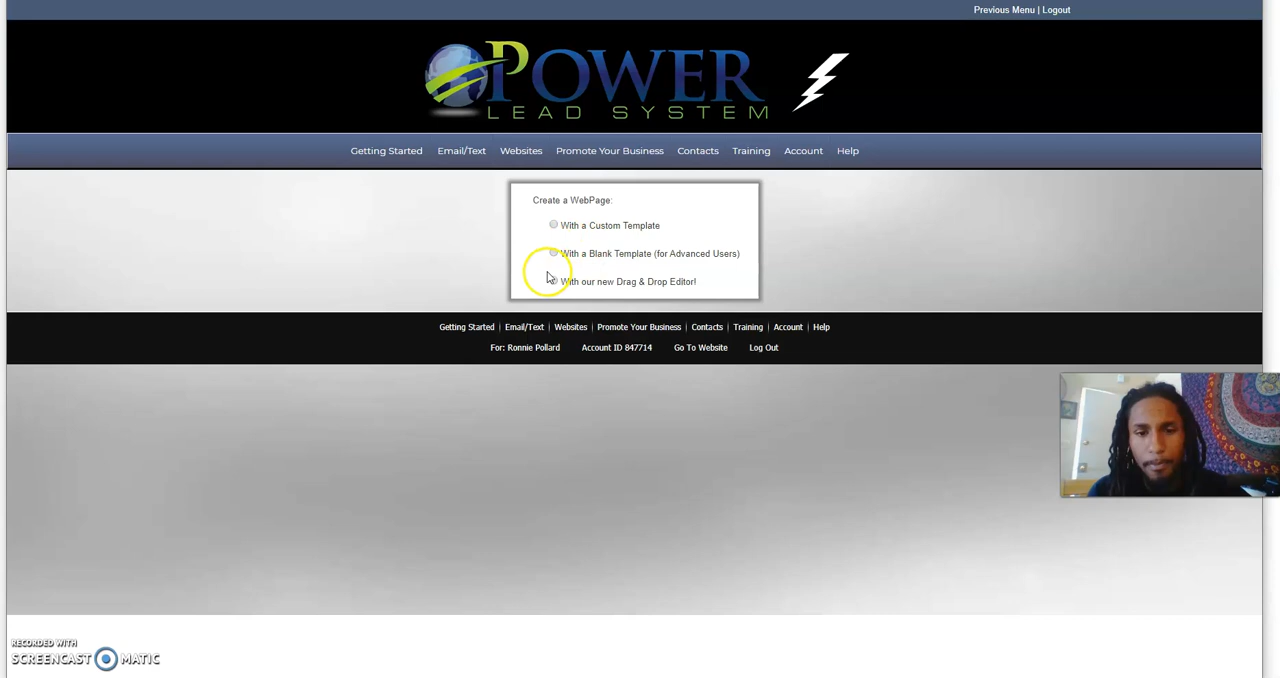 Previous Menu | Logout
POWER
LEAD SYSTEM
Getting Started Email/Text Websites Promote Your Business Contacts Training Account Help
Create a WebPage:
With a Custom Template
With a Blank Template (for Advanced Users)
With our new Drag & Drop Editor!
Getting Started | Email/Text | Websites | Promote Your Business | Contacts | Training | Account | Help
For: Ronnie Pollard Account ID 847714 Go To Website Log Out
RECORDED WITH
SCREENCAST MATIC